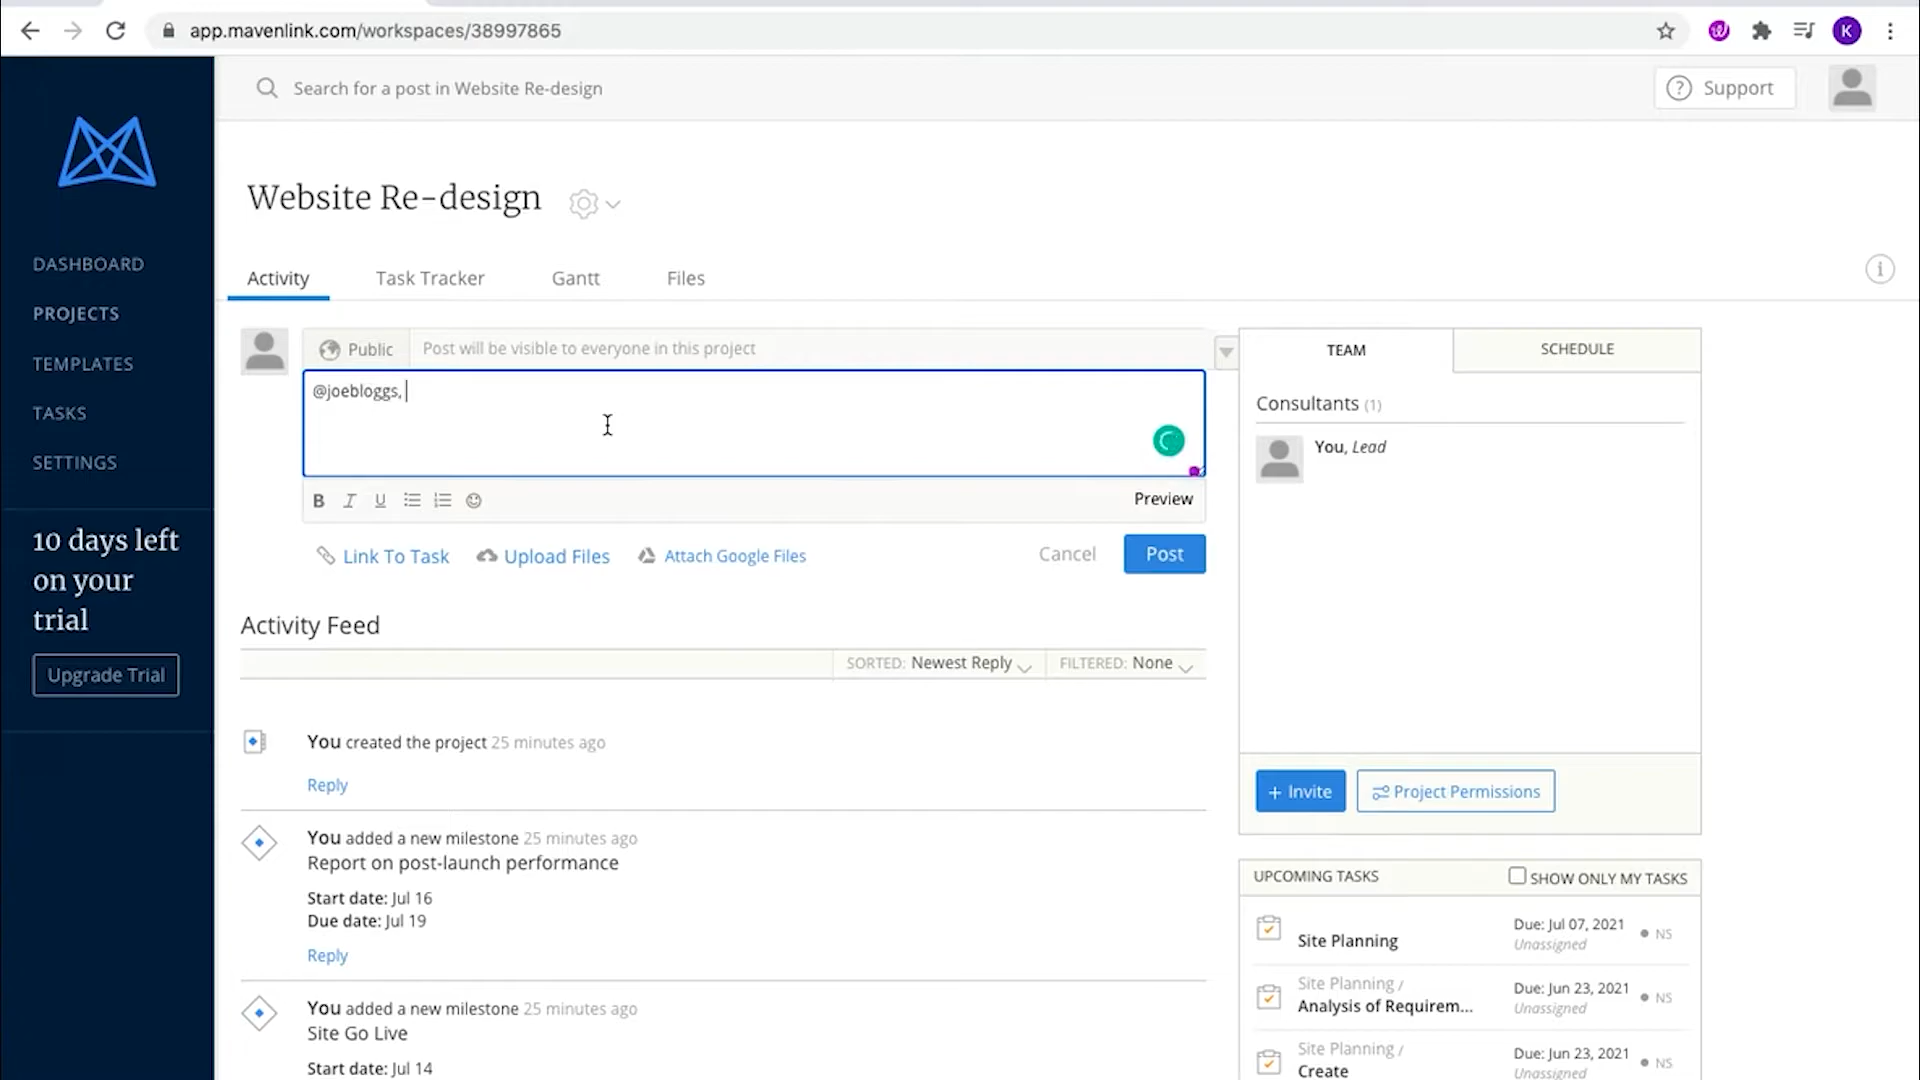 app.mavenlink.com/workspaces/38997865
K
Search for a post in Website Re-design
? Support
Website Re-design
DASHBOARD
PROJECTS
TEMPLATES
TASKS
SETTINGS
10 days left
on your
trial
Upgrade Trial
Activity
Task Tracker
Gantt
Files
Public
Post will be visible to everyone in this project
@joebloggs,
B I U
Preview
Link To Task
Upload Files
Attach Google Files
Cancel
Post
Activity Feed
SORTED: Newest Reply
FILTERED: None
You created the project 25 minutes ago
Reply
You added a new milestone 25 minutes ago
Report on post-launch performance
Start date: Jul 16
Due date: Jul 19
Reply
You added a new milestone 25 minutes ago
Site Go Live
Start date: Jul 14
TEAM
SCHEDULE
Consultants (1)
You, Lead
+ Invite
Project Permissions
UPCOMING TASKS
SHOW ONLY MY TASKS
Site Planning
Due: Jul 07, 2021
Unassigned
NS
Site Planning /
Analysis of Requirem...
Due: Jun 23, 2021
Unassigned
NS
Site Planning /
Create
Due: Jun 23, 2021
Unassigned
NS